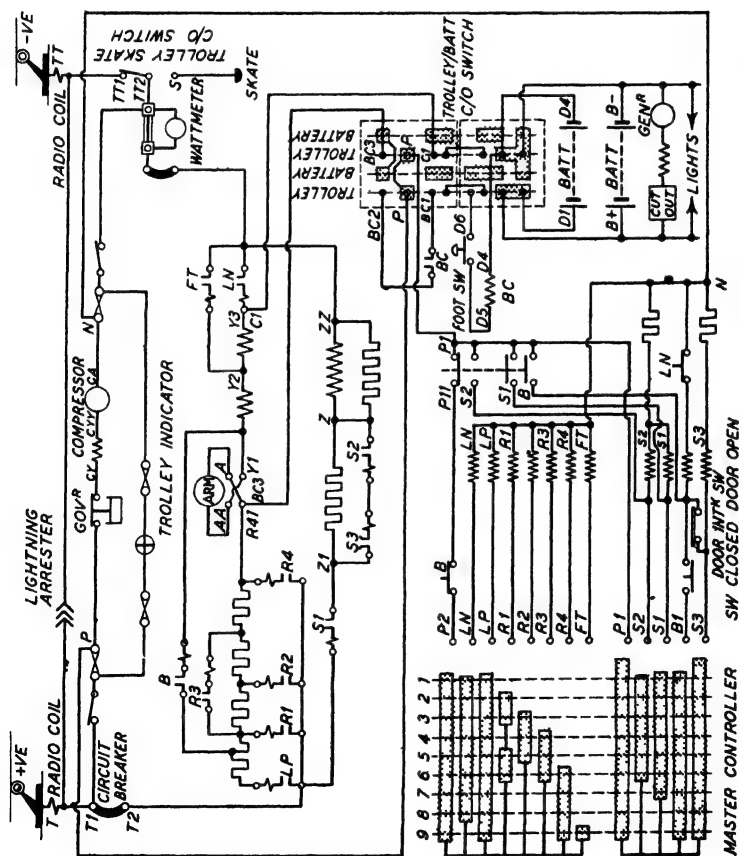 +VE
-VE
T
RADIO COIL
LIGHTNING
ARRESTER
RADIO COIL
TT
TROLLEY SKATE
C/O SWITCH
TT1
TT2
S
SKATE
WATTMETER
T1
CIRCUIT
BREAKER
T2
P
GOVR
CY
CYY
COMPRESSOR
CA
N
TROLLEY INDICATOR
B
R3
LP
R1
R2
R4
AA
ARM
A
R41
BC3
Y1
Y2
Y3
C1
FT
LN
S1
Z1
S3
S2
Z
ZZ
TROLLEY
BATTERY
TROLLEY
BATTERY
TROLLEY/BATT
C/O SWITCH
BC2
P
BC1
BC3
P
C1
BC
FOOT SW
D6
D5
D4
BC
D1
BATT
D4
B+
BATT
B-
CUT
OUT
GENR
LIGHTS
P2
B
P11
P1
S2
S1
B
LN
LN
LP
LP
R1
R1
R2
R2
R3
R3
R4
R4
FT
FT
P1
S2
S2
S1
S1
B1
S3
S3
LN
N
DOOR INTK SW
SW CLOSED DOOR OPEN
1
2
3
4
5
6
7
8
9
MASTER CONTROLLER